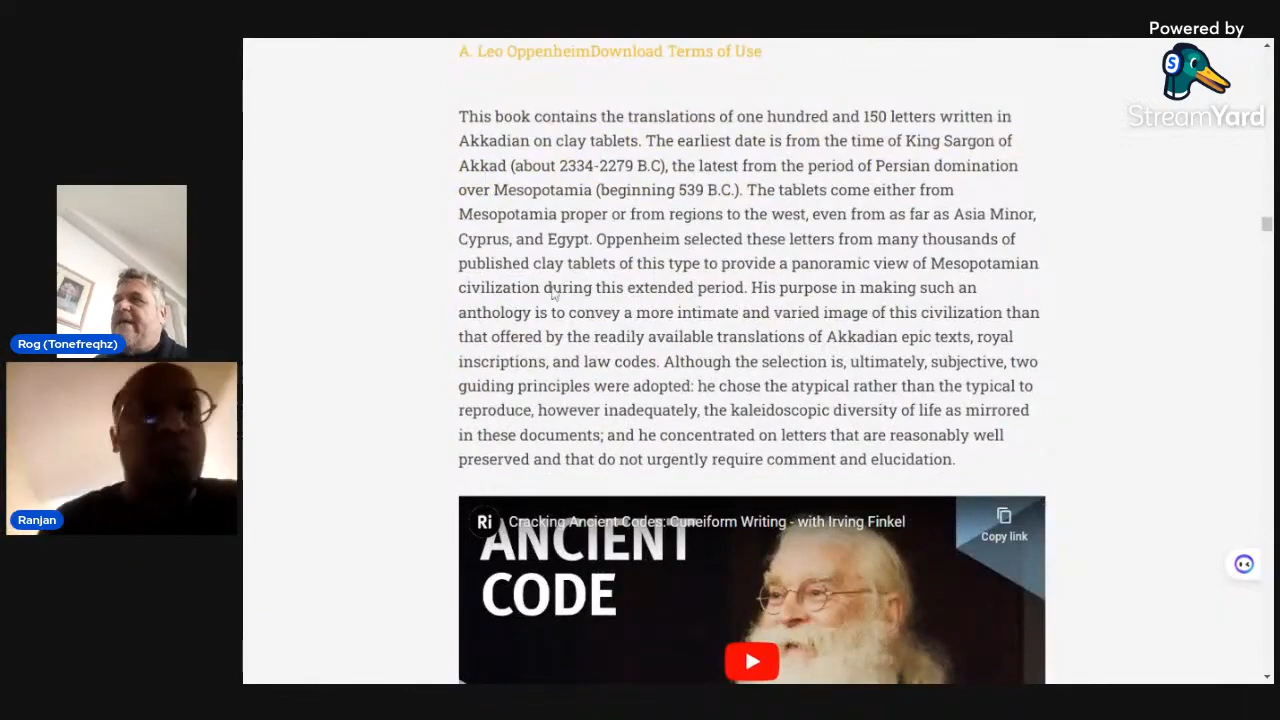 Powered by
StreamYard
A. Leo OppenheimDownload Terms of Use
This book contains the translations of one hundred and 150 letters written in
Akkadian on clay tablets. The earliest date is from the time of King Sargon of
Akkad (about 2334-2279 B.C), the latest from the period of Persian domination
over Mesopotamia (beginning 539 B.C.). The tablets come either from
Mesopotamia proper or from regions to the west, even from as far as Asia Minor,
Cyprus, and Egypt. Oppenheim selected these letters from many thousands of
published clay tablets of this type to provide a panoramic view of Mesopotamian
civilization during this extended period. His purpose in making such an
anthology is to convey a more intimate and varied image of this civilization than
that offered by the readily available translations of Akkadian epic texts, royal
inscriptions, and law codes. Although the selection is, ultimately, subjective, two
guiding principles were adopted: he chose the atypical rather than the typical to
reproduce, however inadequately, the kaleidoscopic diversity of life as mirrored
in these documents; and he concentrated on letters that are reasonably well
preserved and that do not urgently require comment and elucidation.
Ri Cracking Ancient Codes: Cuneiform Writing - with Irving Finkel
Copy link
ANCIENT
CODE
Rog (Tonefreqhz)
Ranjan